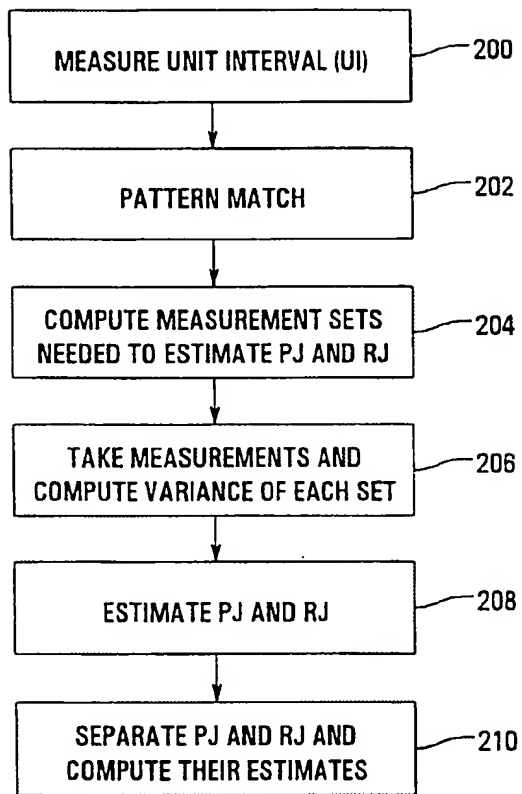 MEASURE UNIT INTERVAL (UI)
200
PATTERN MATCH
202
COMPUTE MEASUREMENT SETS
NEEDED TO ESTIMATE PJ AND RJ
204
TAKE MEASUREMENTS AND
COMPUTE VARIANCE OF EACH SET
206
ESTIMATE PJ AND RJ
208
SEPARATE PJ AND RJ AND
COMPUTE THEIR ESTIMATES
210